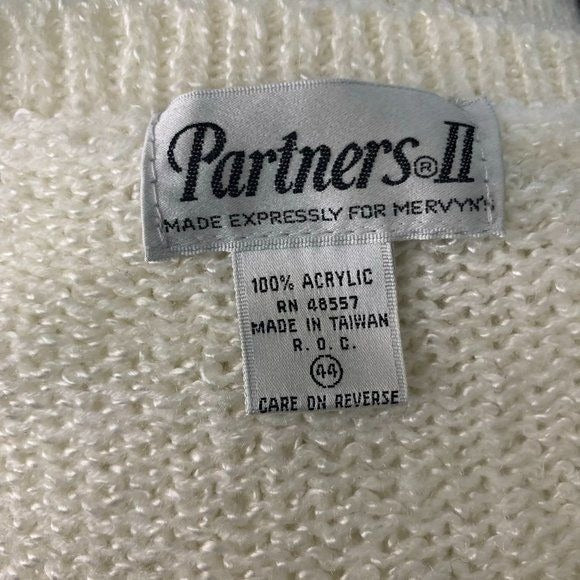 Partners® II
MADE EXPRESSLY FOR MERVYN'S
100% ACRYLIC
RN 48557
MADE IN TAIWAN
R. O. C.
44
CARE ON REVERSE